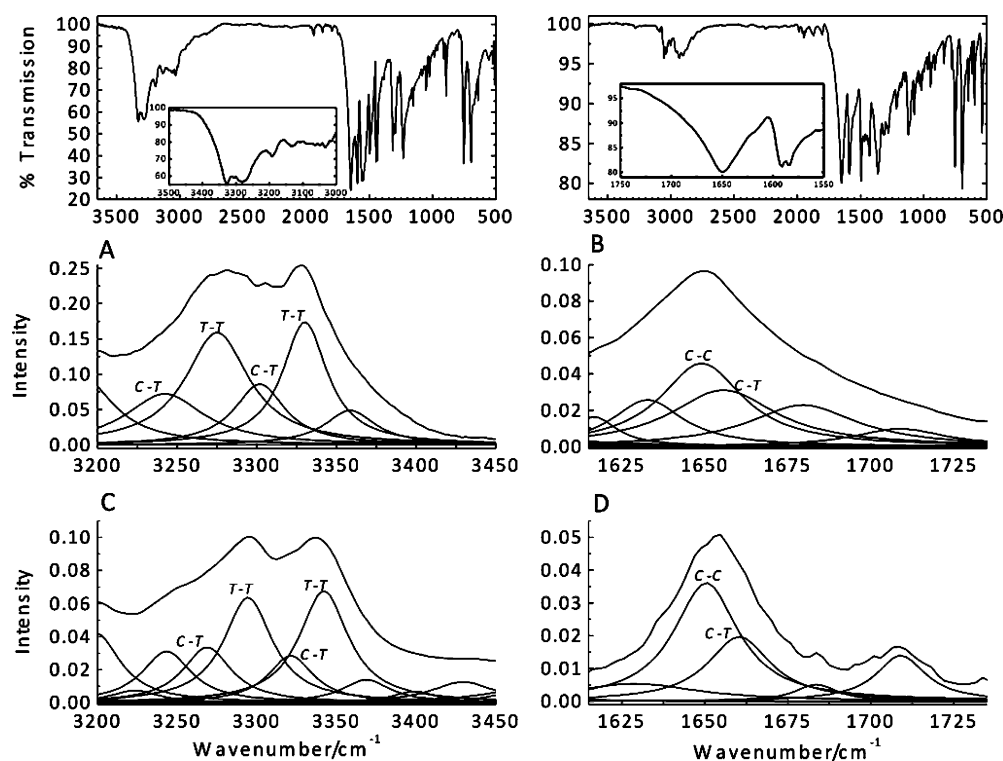 100
90
80
70
60
50
40
30
20
% Transmission
100
90
80
70
60
3500 3400 3300 3200 3100 3000
3500 3000 2500 2000 1500 1000 500
100
95
90
85
80
95
90
85
80
1750 1700 1650 1600 1550
3500 3000 2500 2000 1500 1000 500
A
0.25
0.20
0.15
0.10
0.05
0.00
Intensity
C-T
T-T
C-T
T-T
3200 3250 3300 3350 3400 3450
B
0.10
0.08
0.06
0.04
0.02
0.00
C-C
C-T
1625 1650 1675 1700 1725
C
0.10
0.08
0.06
0.04
0.02
0.00
Intensity
C-T
T-T
C-T
T-T
3200 3250 3300 3350 3400 3450
Wavenumber/cm⁻¹
D
0.05
0.04
0.03
0.02
0.01
0.00
C-C
C-T
1625 1650 1675 1700 1725
Wavenumber/cm⁻¹